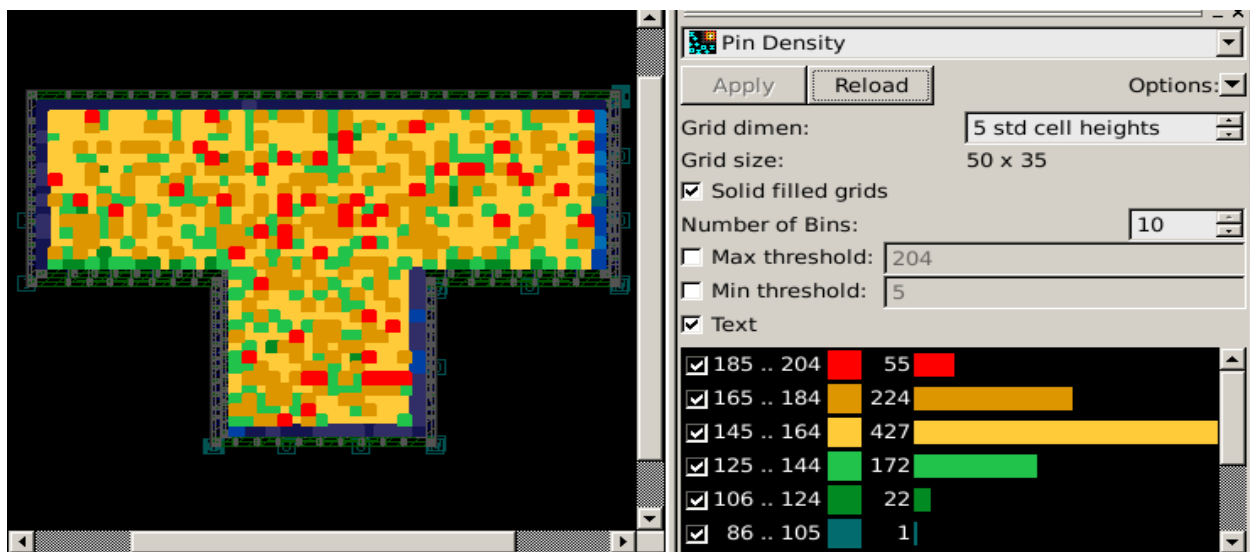 Pin Density
Apply Reload Options:
Grid dimen: 5 std cell heights
Grid size: 50 x 35
Solid filled grids
Number of Bins: 10
Max threshold: 204
Min threshold: 5
Text
185 .. 204 55
165 .. 184 224
145 .. 164 427
125 .. 144 172
106 .. 124 22
86 .. 105 1